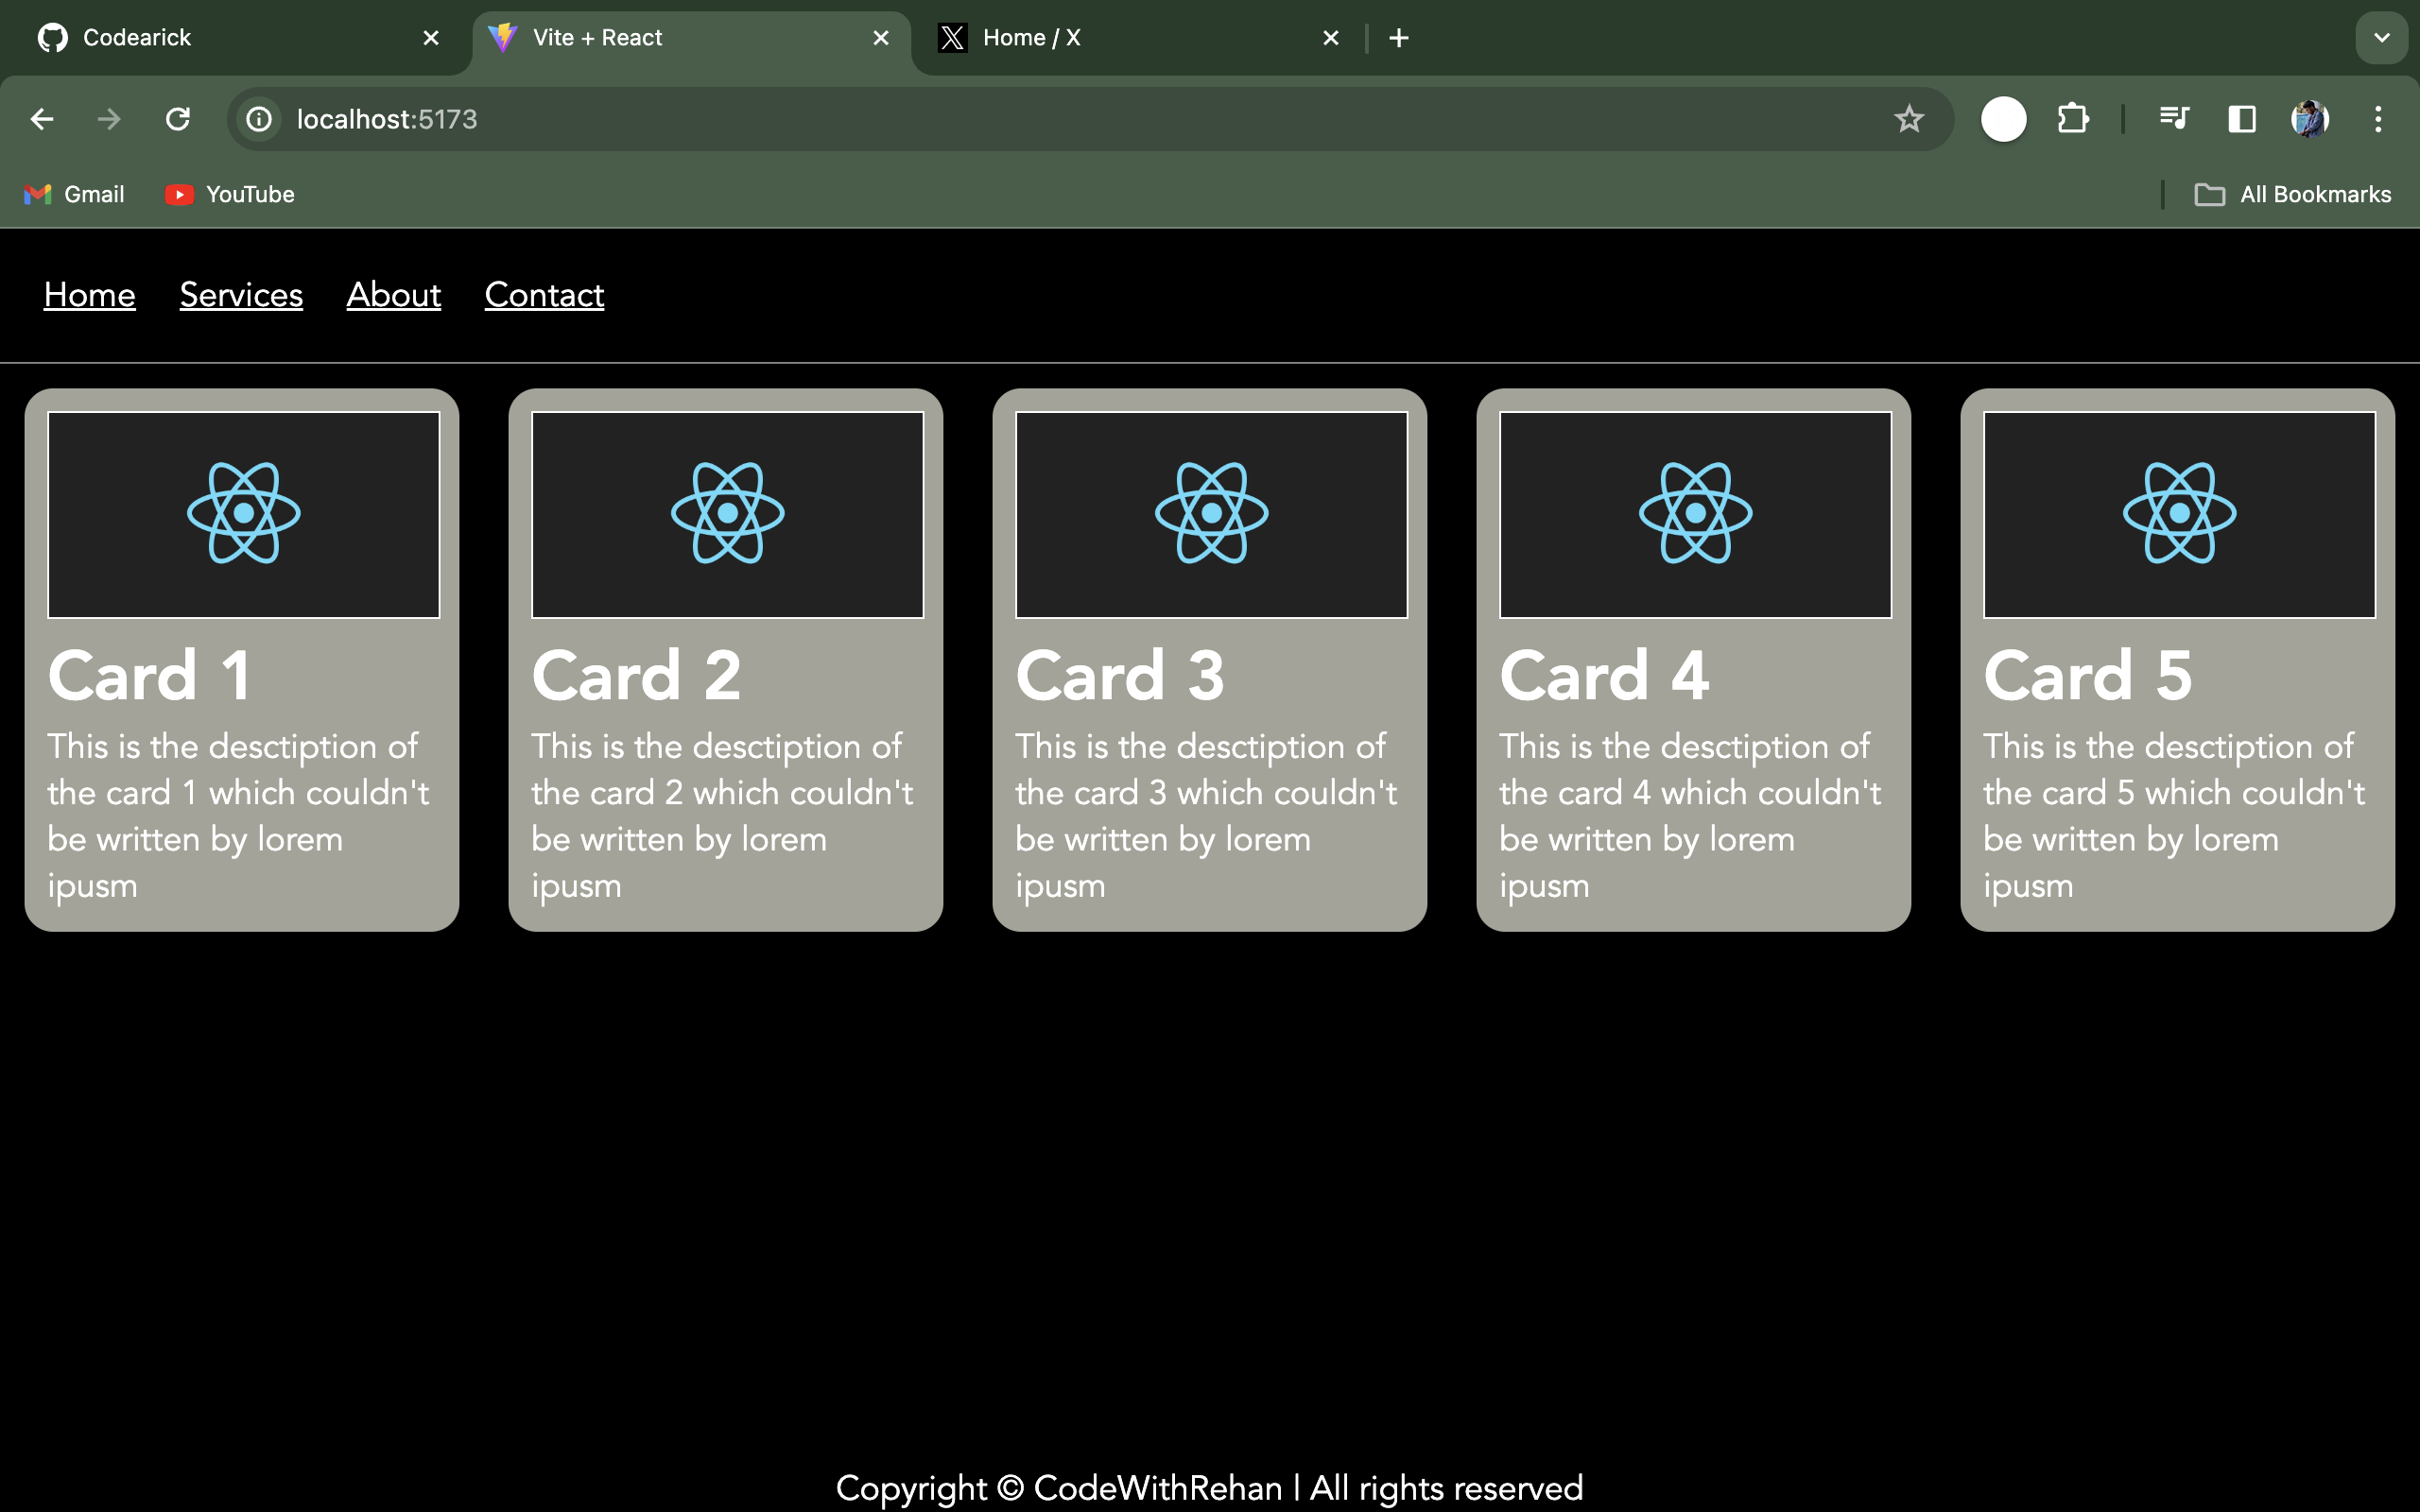 Codearick
Vite + React
Home / X
localhost:5173
Gmail
YouTube
All Bookmarks
Home
Services
About
Contact
Card 1
This is the desctiption of
the card 1 which couldn't
be written by lorem
ipusm
Card 2
This is the desctiption of
the card 2 which couldn't
be written by lorem
ipusm
Card 3
This is the desctiption of
the card 3 which couldn't
be written by lorem
ipusm
Card 4
This is the desctiption of
the card 4 which couldn't
be written by lorem
ipusm
Card 5
This is the desctiption of
the card 5 which couldn't
be written by lorem
ipusm
Copyright © CodeWithRehan | All rights reserved